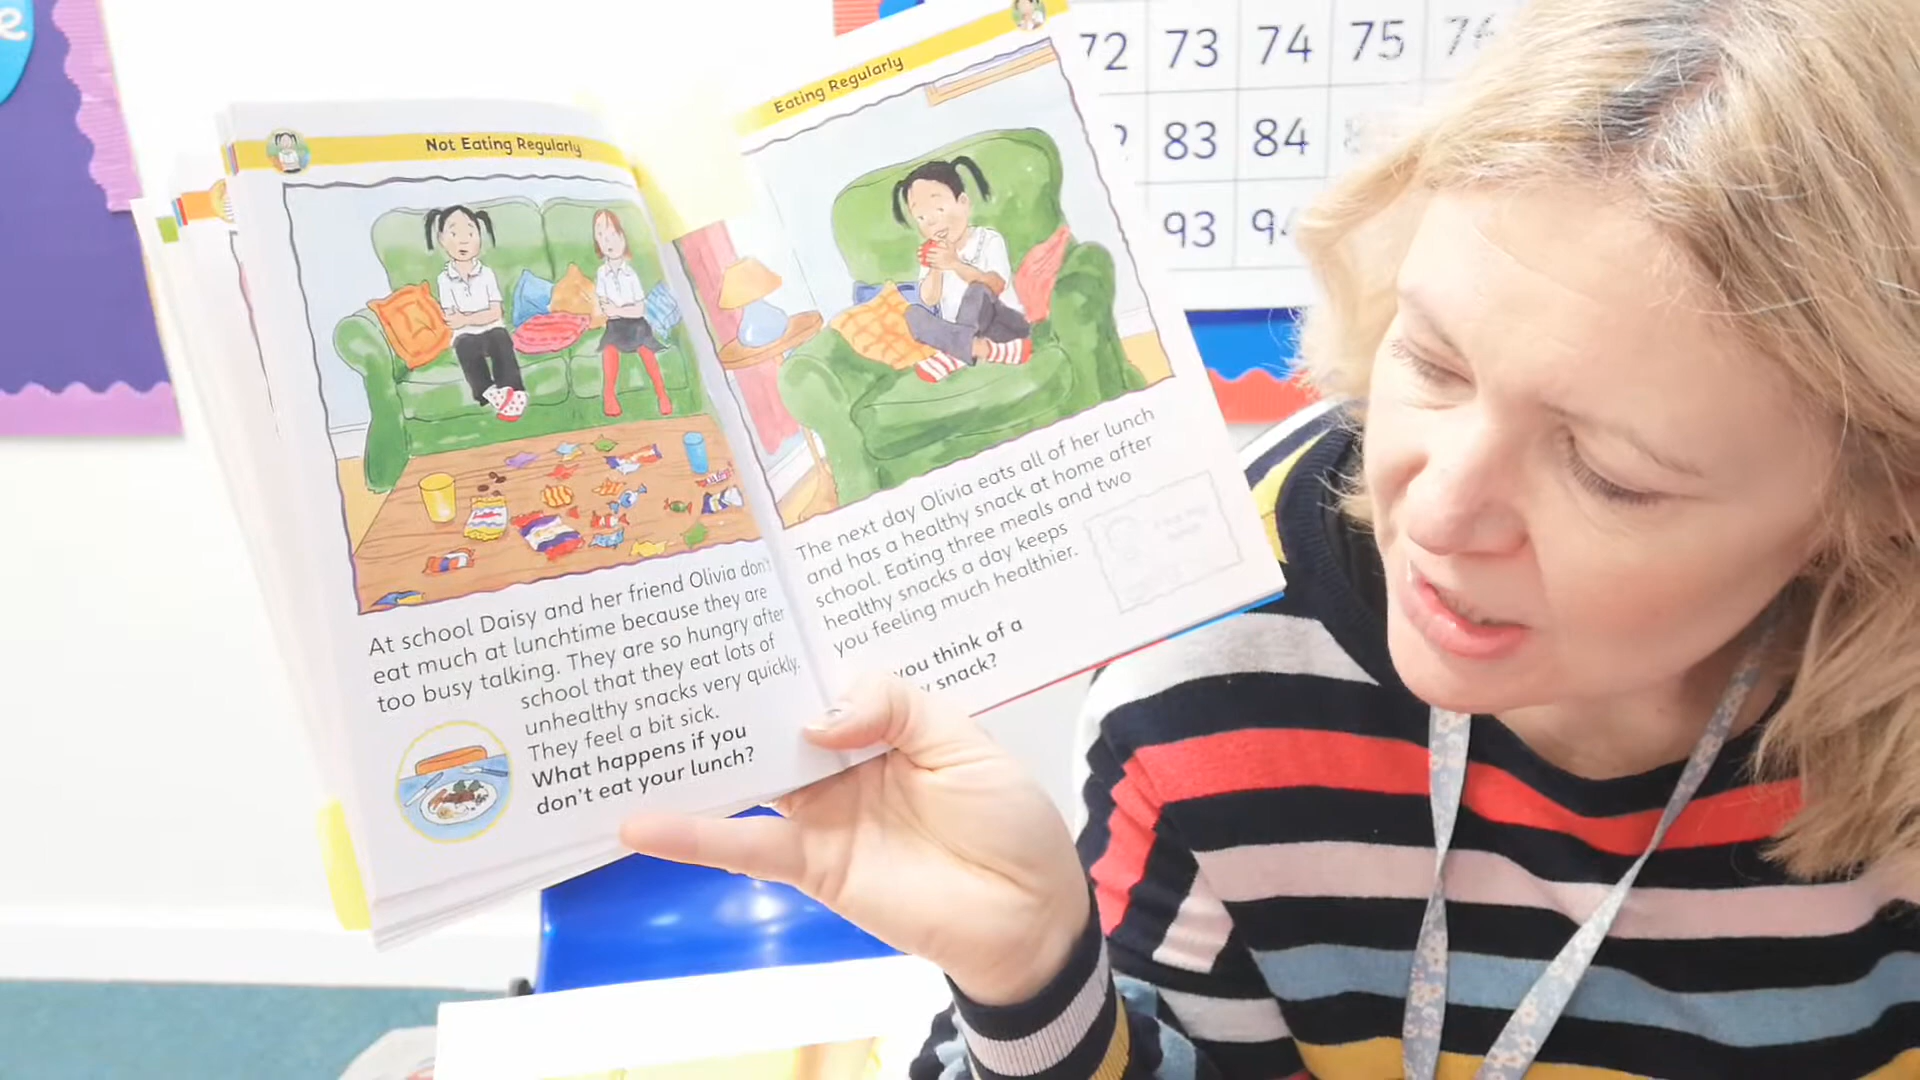 Not Eating Regularly
At school Daisy and her friend Olivia don't
eat much at lunchtime because they are
too busy talking. They are so hungry after
school that they eat lots of
unhealthy snacks very quickly.
They feel a bit sick.
What happens if you
don't eat your lunch?
Eating Regularly
The next day Olivia eats all of her lunch
and has a healthy snack at home after
school. Eating three meals and two
healthy snacks a day keeps
you feeling much healthier.
you think of a
snack?
72 73 74 75 76
83 84
93